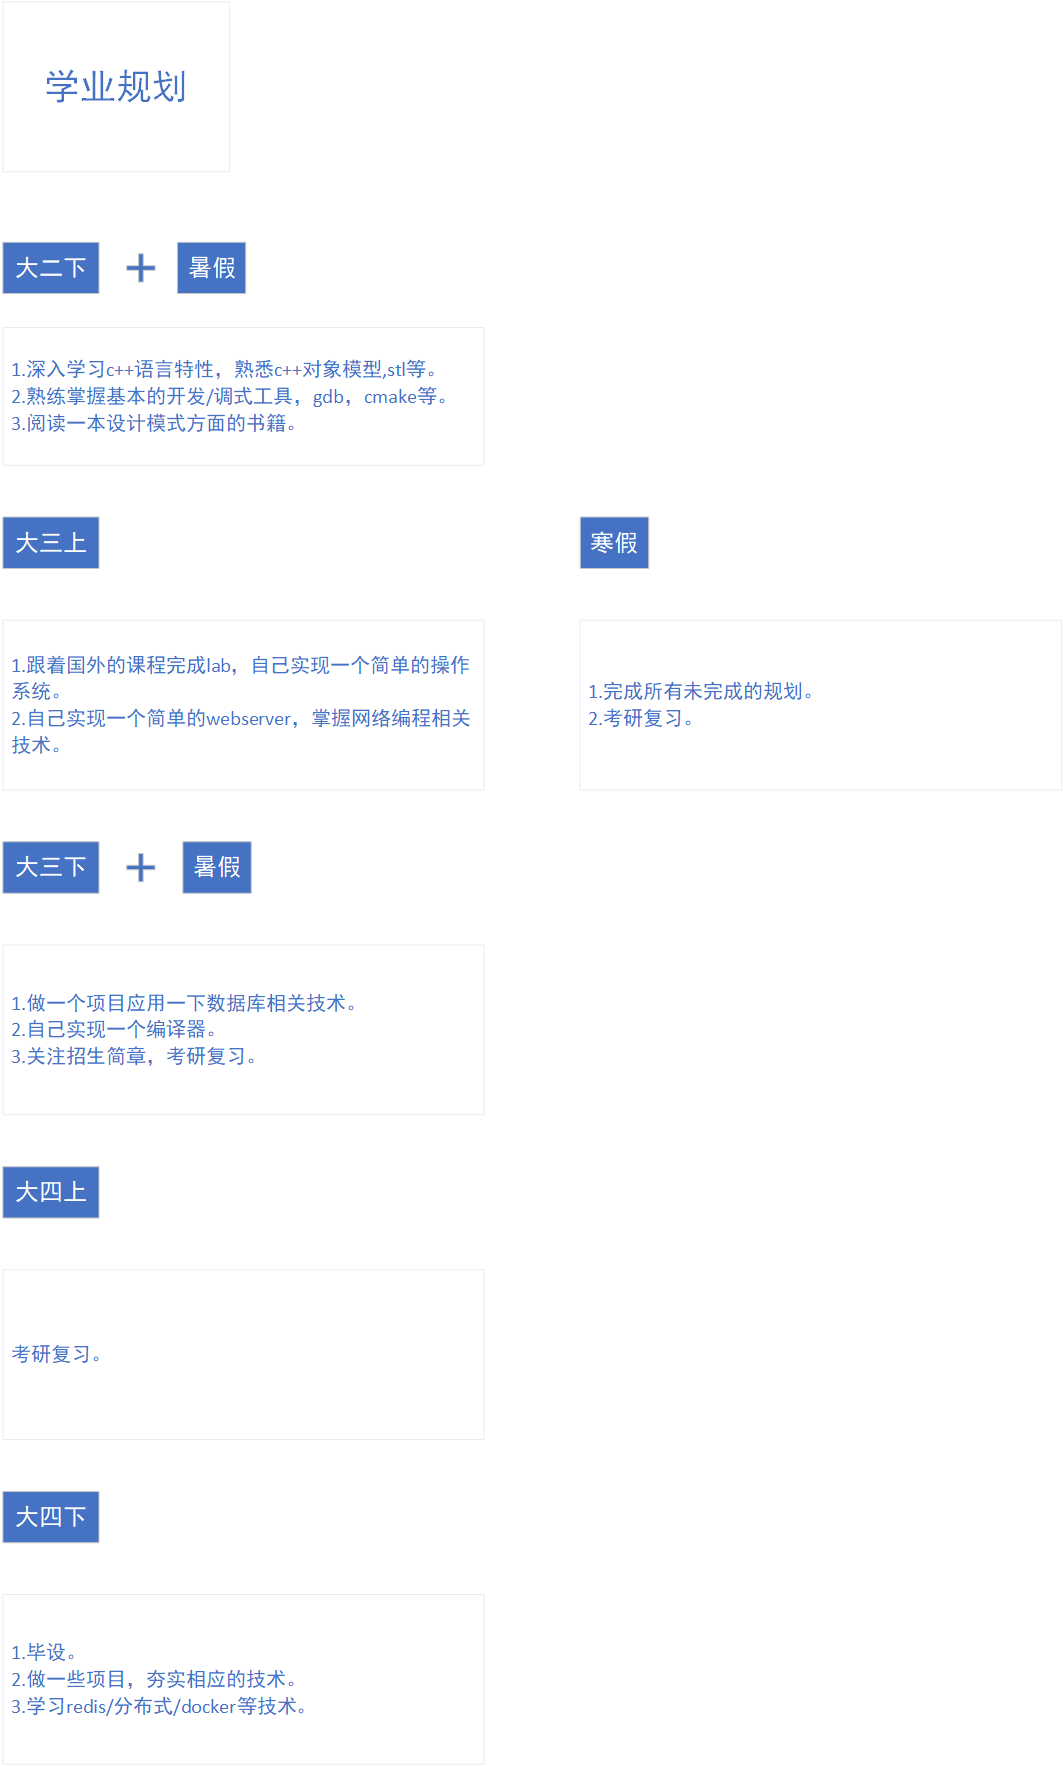 学业规划
大二下
暑假
1.深入学习c++语言特性，熟悉c++对象模型,stl等。
2.熟练掌握基本的开发/调式工具，gdb，cmake等。
3.阅读一本设计模式方面的书籍。
大三上
寒假
1.跟着国外的课程完成lab，自己实现一个简单的操作
系统。
2.自己实现一个简单的webserver，掌握网络编程相关
技术。
1.完成所有未完成的规划。
2.考研复习。
大三下
暑假
1.做一个项目应用一下数据库相关技术。
2.自己实现一个编译器。
3.关注招生简章，考研复习。
大四上
考研复习。
大四下
1.毕设。
2.做一些项目，夯实相应的技术。
3.学习redis/分布式/docker等技术。